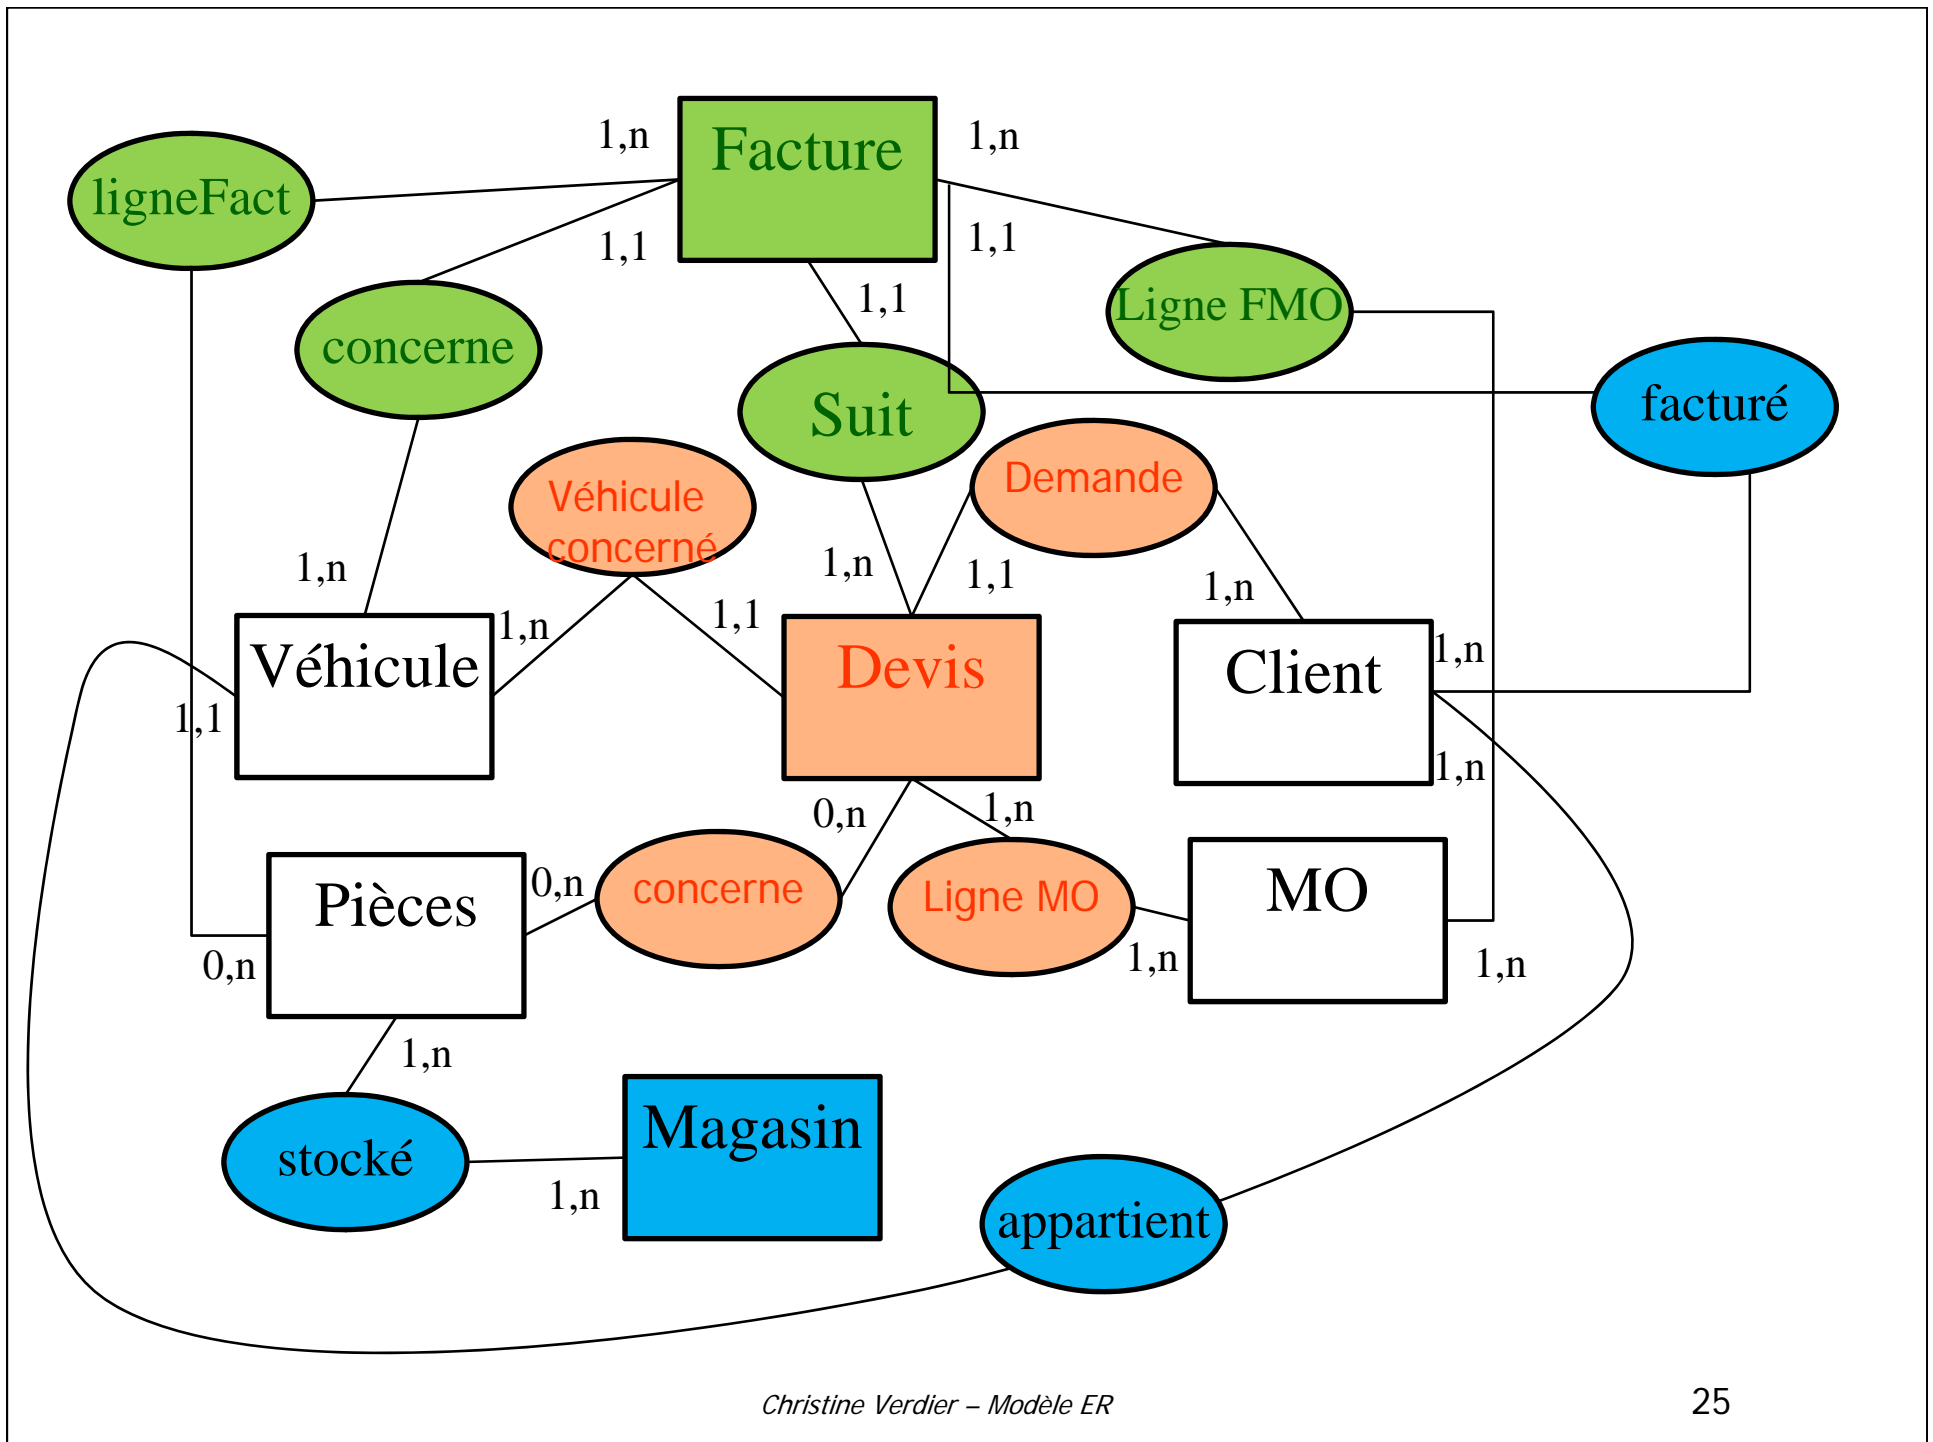 1,n
Facture
1,n
ligneFact
1,1
1,1
1,1
Ligne FMO
concerne
Suit
facturé
Véhicule
concerné
Demande
1,n
1,n
1,1
1,n
1,n
1,1
Véhicule
Devis
Client
1,n
1,1
1,n
0,n
1,n
Pièces
0,n
concerne
Ligne MO
MO
0,n
1,n
1,n
1,n
stocké
Magasin
1,n
appartient
Christine Verdier – Modèle ER
25